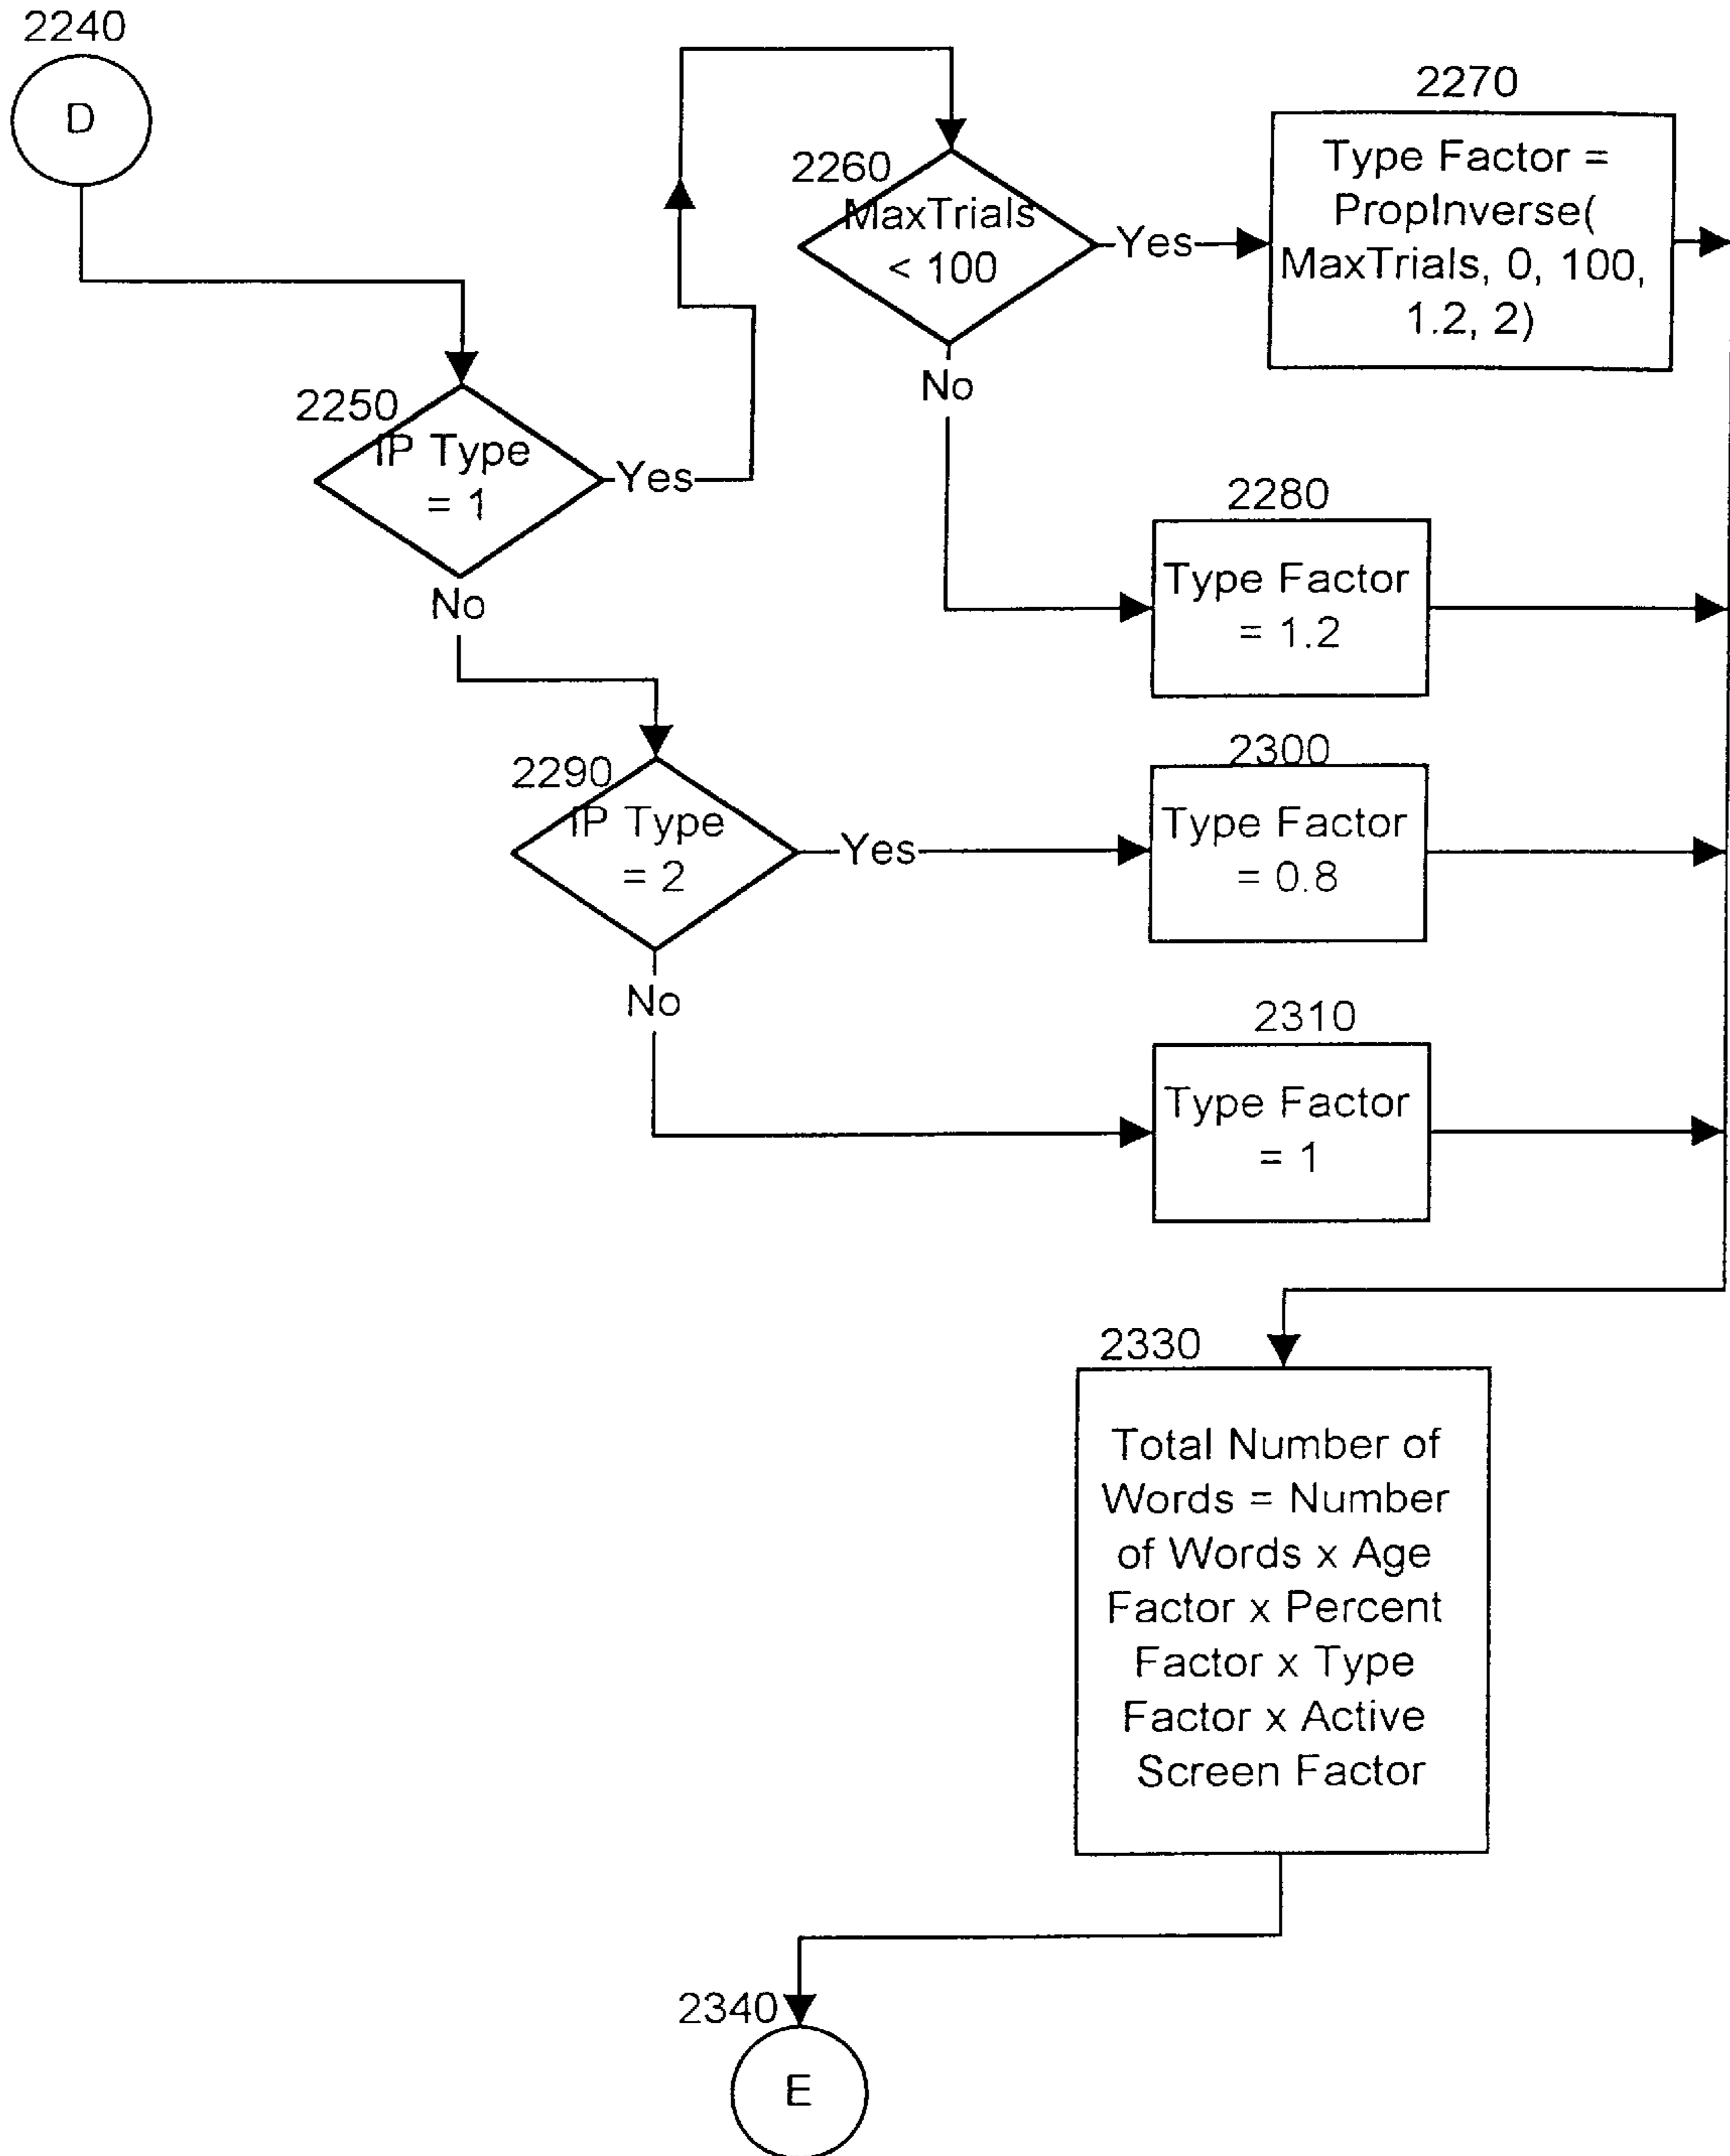 2240
D
2250
IP Type
= 1
Yes
No
2260
MaxTrials
< 100
Yes
No
2270
Type Factor =
PropInverse(
MaxTrials, 0, 100,
1.2, 2)
2280
Type Factor
= 1.2
2290
IP Type
= 2
Yes
No
2300
Type Factor
= 0.8
2310
Type Factor
= 1
2330
Total Number of
Words = Number
of Words x Age
Factor x Percent
Factor x Type
Factor x Active
Screen Factor
2340
E